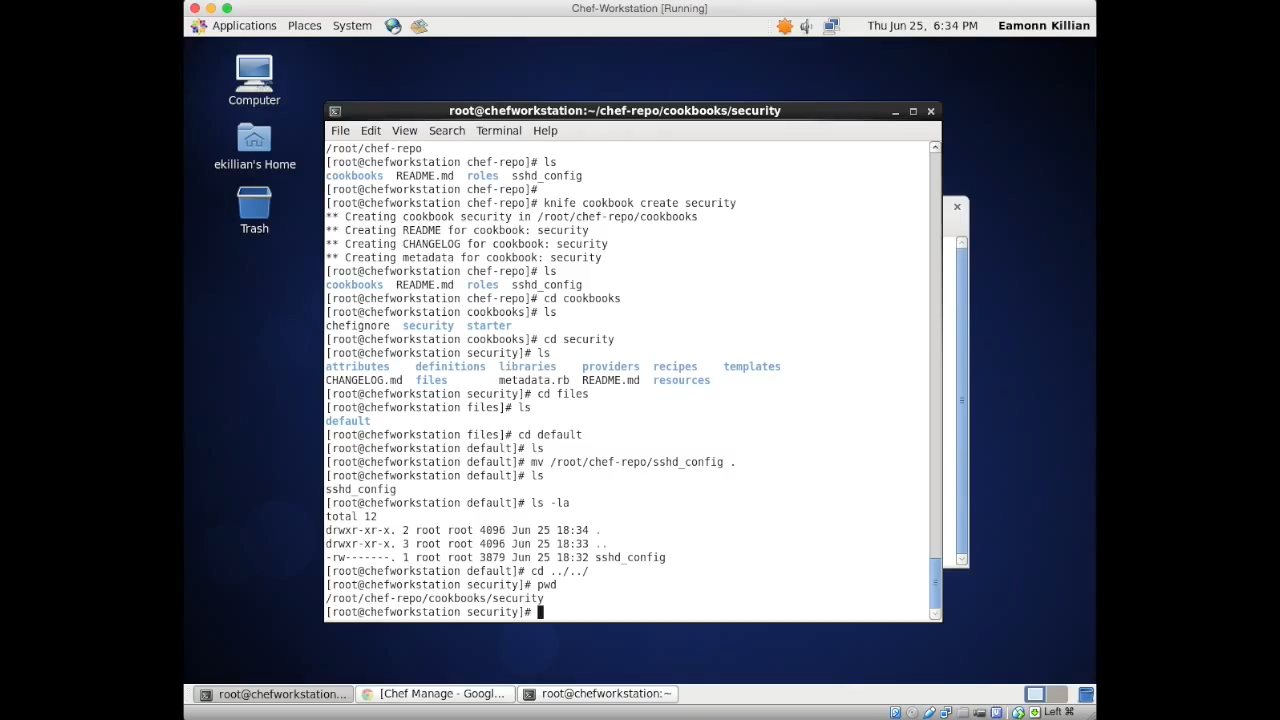 Chef-Workstation [Running]
Applications Places System Thu Jun 25, 6:34 PM Eamonn Killian
Computer
ekillian's Home
Trash
root@chefworkstation:~/chef-repo/cookbooks/security
File Edit View Search Terminal Help
/root/chef-repo
[root@chefworkstation chef-repo]# ls
cookbooks README.md roles sshd_config
[root@chefworkstation chef-repo]#
[root@chefworkstation chef-repo]# knife cookbook create security
** Creating cookbook security in /root/chef-repo/cookbooks
** Creating README for cookbook: security
** Creating CHANGELOG for cookbook: security
** Creating metadata for cookbook: security
[root@chefworkstation chef-repo]# ls
cookbooks README.md roles sshd_config
[root@chefworkstation chef-repo]# cd cookbooks
[root@chefworkstation cookbooks]# ls
chefignore security starter
[root@chefworkstation cookbooks]# cd security
[root@chefworkstation security]# ls
attributes definitions libraries providers recipes templates
CHANGELOG.md files metadata.rb README.md resources
[root@chefworkstation security]# cd files
[root@chefworkstation files]# ls
default
[root@chefworkstation files]# cd default
[root@chefworkstation default]# ls
[root@chefworkstation default]# mv /root/chef-repo/sshd_config .
[root@chefworkstation default]# ls
sshd_config
[root@chefworkstation default]# ls -la
total 12
drwxr-xr-x. 2 root root 4096 Jun 25 18:34 .
drwxr-xr-x. 3 root root 4096 Jun 25 18:33 ..
-rw-------. 1 root root 3879 Jun 25 18:32 sshd_config
[root@chefworkstation default]# cd ../../
[root@chefworkstation security]# pwd
/root/chef-repo/cookbooks/security
[root@chefworkstation security]#
root@chefworkstation... [Chef Manage - Googl... root@chefworkstation:~
Left ⌘